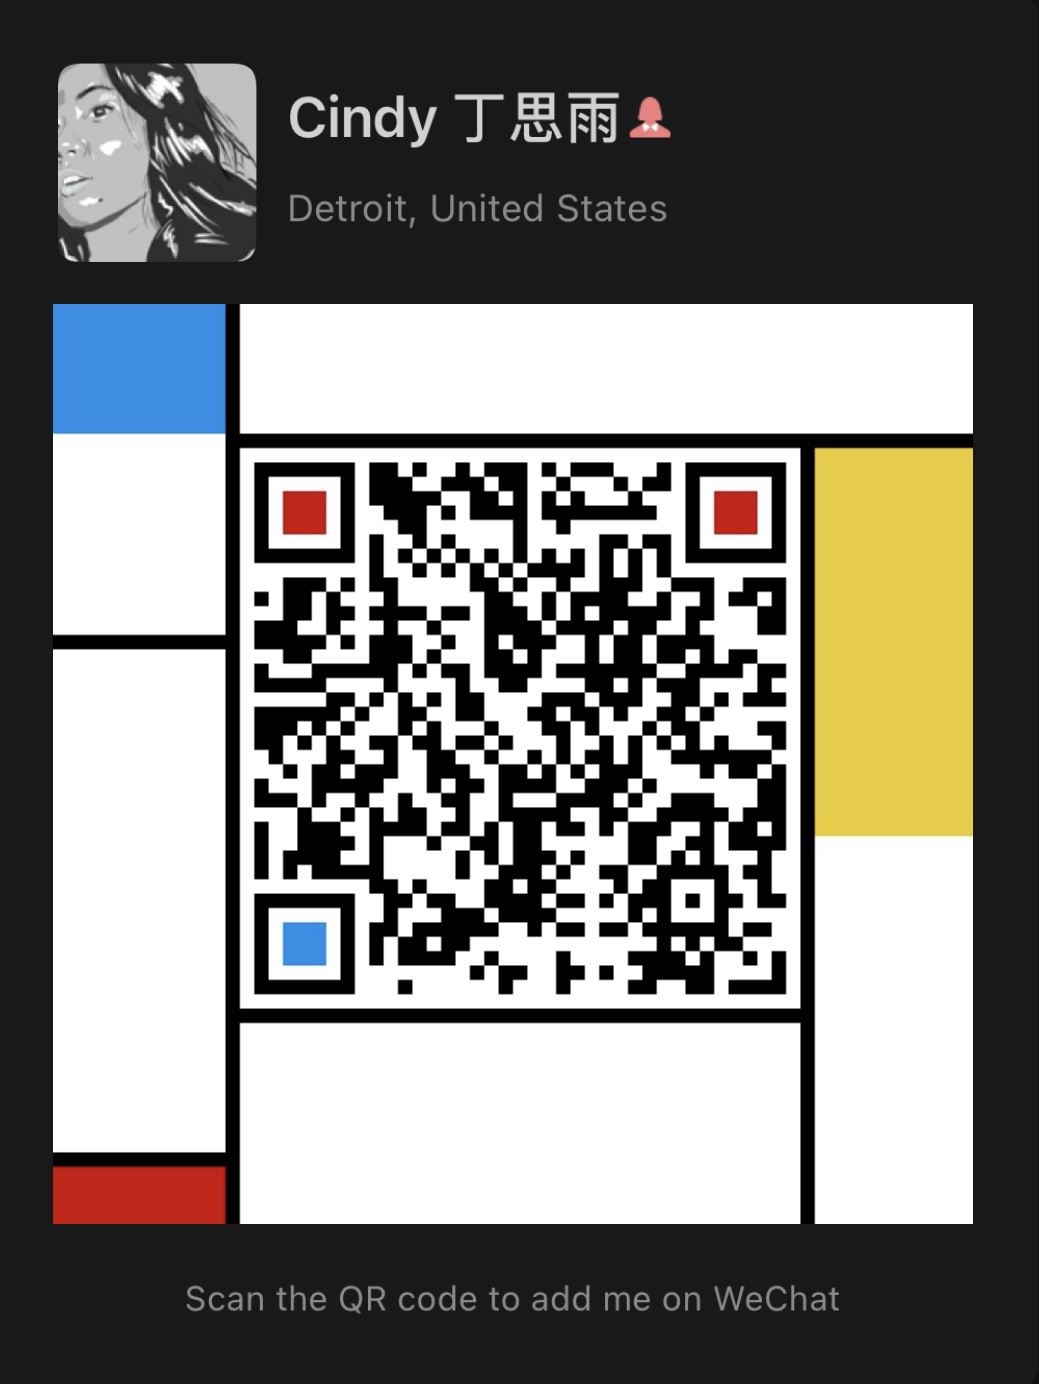 Cindy 丁思雨
Detroit, United States
Scan the QR code to add me on WeChat